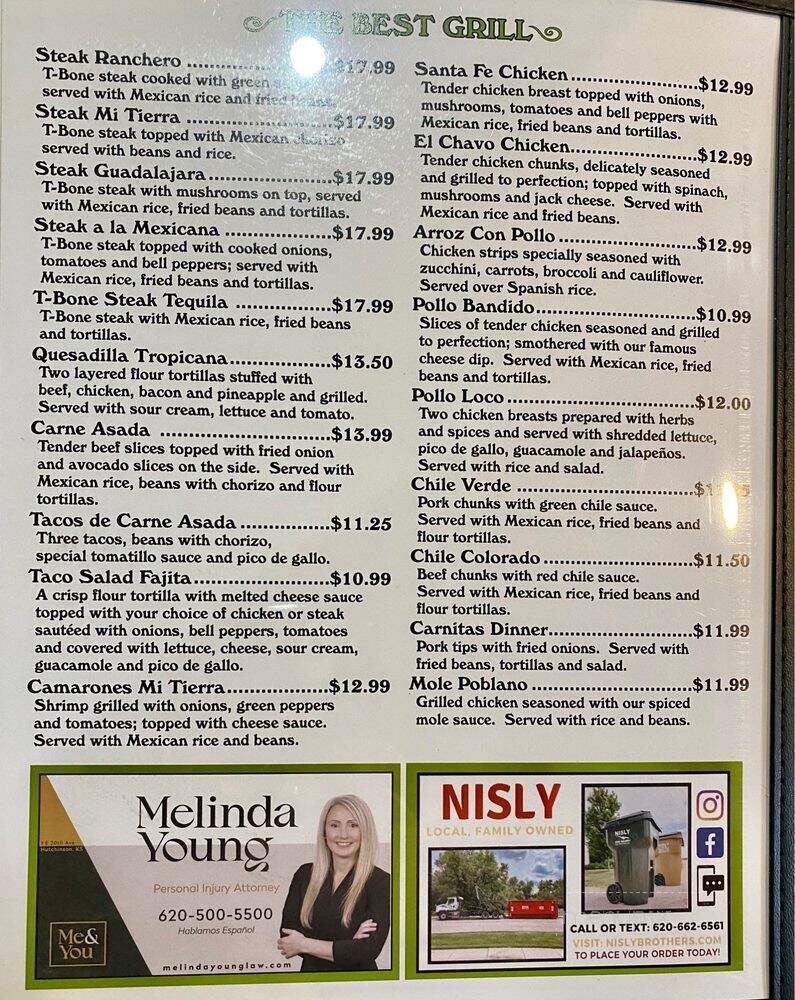 THE BEST GRILL
Steak Ranchero ..................$17.99
T-Bone steak cooked with green
served with Mexican rice and fried beans.
Steak Mi Tierra ..................$17.99
T-Bone steak topped with Mexican chorizo
served with beans and rice.
Steak Guadalajara..................$17.99
T-Bone steak with mushrooms on top, served
with Mexican rice, fried beans and tortillas.
Steak a la Mexicana ..................$17.99
T-Bone steak topped with cooked onions,
tomatoes and bell peppers; served with
Mexican rice, fried beans and tortillas.
T-Bone Steak Tequila ..................$17.99
T-Bone steak with Mexican rice, fried beans
and tortillas.
Quesadilla Tropicana..................$13.50
Two layered flour tortillas stuffed with
beef, chicken, bacon and pineapple and grilled.
Served with sour cream, lettuce and tomato.
Carne Asada ..................$13.99
Tender beef slices topped with fried onion
and avocado slices on the side. Served with
Mexican rice, beans with chorizo and flour
tortillas.
Tacos de Carne Asada ..................$11.25
Three tacos, beans with chorizo,
special tomatillo sauce and pico de gallo.
Taco Salad Fajita..................$10.99
A crisp flour tortilla with melted cheese sauce
topped with your choice of chicken or steak
sautéed with onions, bell peppers, tomatoes
and covered with lettuce, cheese, sour cream,
guacamole and pico de gallo.
Camarones Mi Tierra..................$12.99
Shrimp grilled with onions, green peppers
and tomatoes; topped with cheese sauce.
Served with Mexican rice and beans.
Santa Fe Chicken..................$12.99
Tender chicken breast topped with onions,
mushrooms, tomatoes and bell peppers with
Mexican rice, fried beans and tortillas.
El Chavo Chicken..................$12.99
Tender chicken chunks, delicately seasoned
and grilled to perfection; topped with spinach,
mushrooms and jack cheese. Served with
Mexican rice and fried beans.
Arroz Con Pollo ..................$12.99
Chicken strips specially seasoned with
zucchini, carrots, broccoli and cauliflower.
Served over Spanish rice.
Pollo Bandido..................$10.99
Slices of tender chicken seasoned and grilled
to perfection; smothered with our famous
cheese dip. Served with Mexican rice, fried
beans and tortillas.
Pollo Loco ..................$12.00
Two chicken breasts prepared with herbs
and spices and served with shredded lettuce,
pico de gallo, guacamole and jalapeños.
Served with rice and salad.
Chile Verde ..................
Pork chunks with green chile sauce.
Served with Mexican rice, fried beans and
flour tortillas.
Chile Colorado ..................$11.50
Beef chunks with red chile sauce.
Served with Mexican rice, fried beans and
flour tortillas.
Carnitas Dinner..................$11.99
Pork tips with fried onions. Served with
fried beans, tortillas and salad.
Mole Poblano ..................$11.99
Grilled chicken seasoned with our spiced
mole sauce. Served with rice and beans.
Melinda
Young
Hutchinson, KS
Personal Injury Attorney
620-500-5500
Hablamos Español
Me&
You
melindayounglaw.com
NISLY
LOCAL, FAMILY OWNED
NISLY
CALL OR TEXT: 620-662-6561
VISIT: NISLYBROTHERS.COM
TO PLACE YOUR ORDER TODAY!